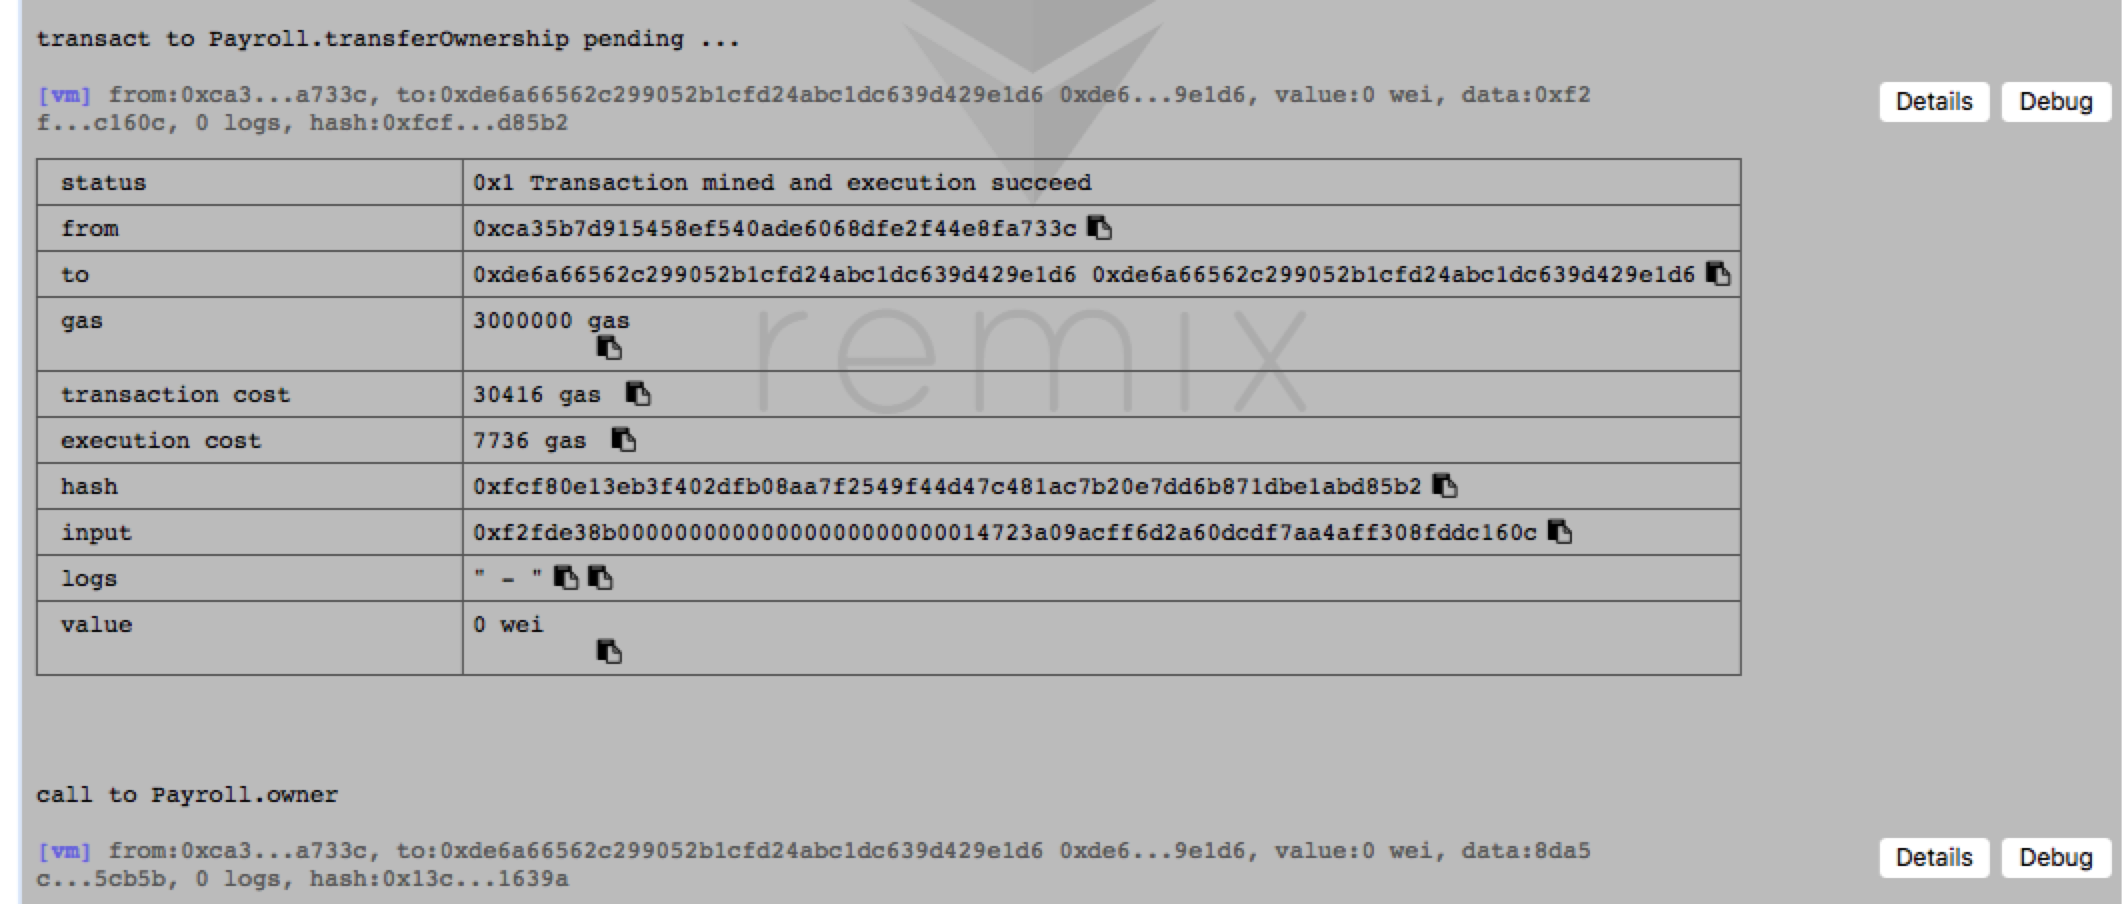 transact to Payroll.transferOwnership pending ...
[vm] from:0xca3...a733c, to:0xde6a66562c299052b1cfd24abc1dc639d429e1d6 0xde6...9e1d6, value:0 wei, data:0xf2
f...c160c, 0 logs, hash:0xfcf...d85b2
Details Debug
status 0x1 Transaction mined and execution succeed
from 0xca35b7d915458ef540ade6068dfe2f44e8fa733c
to 0xde6a66562c299052b1cfd24abc1dc639d429e1d6 0xde6a66562c299052b1cfd24abc1dc639d429e1d6
gas 3000000 gas
remix
transaction cost 30416 gas
execution cost 7736 gas
hash 0xfcf80e13eb3f402dfb08aa7f2549f44d47c481ac7b20e7dd6b871dbe1abd85b2
input 0xf2fde38b00000000000000000000000014723a09acff6d2a60dcdf7aa4aff308fddc160c
logs " - "
value 0 wei
call to Payroll.owner
[vm] from:0xca3...a733c, to:0xde6a66562c299052b1cfd24abc1dc639d429e1d6 0xde6...9e1d6, value:0 wei, data:8da5
c...5cb5b, 0 logs, hash:0x13c...1639a
Details Debug